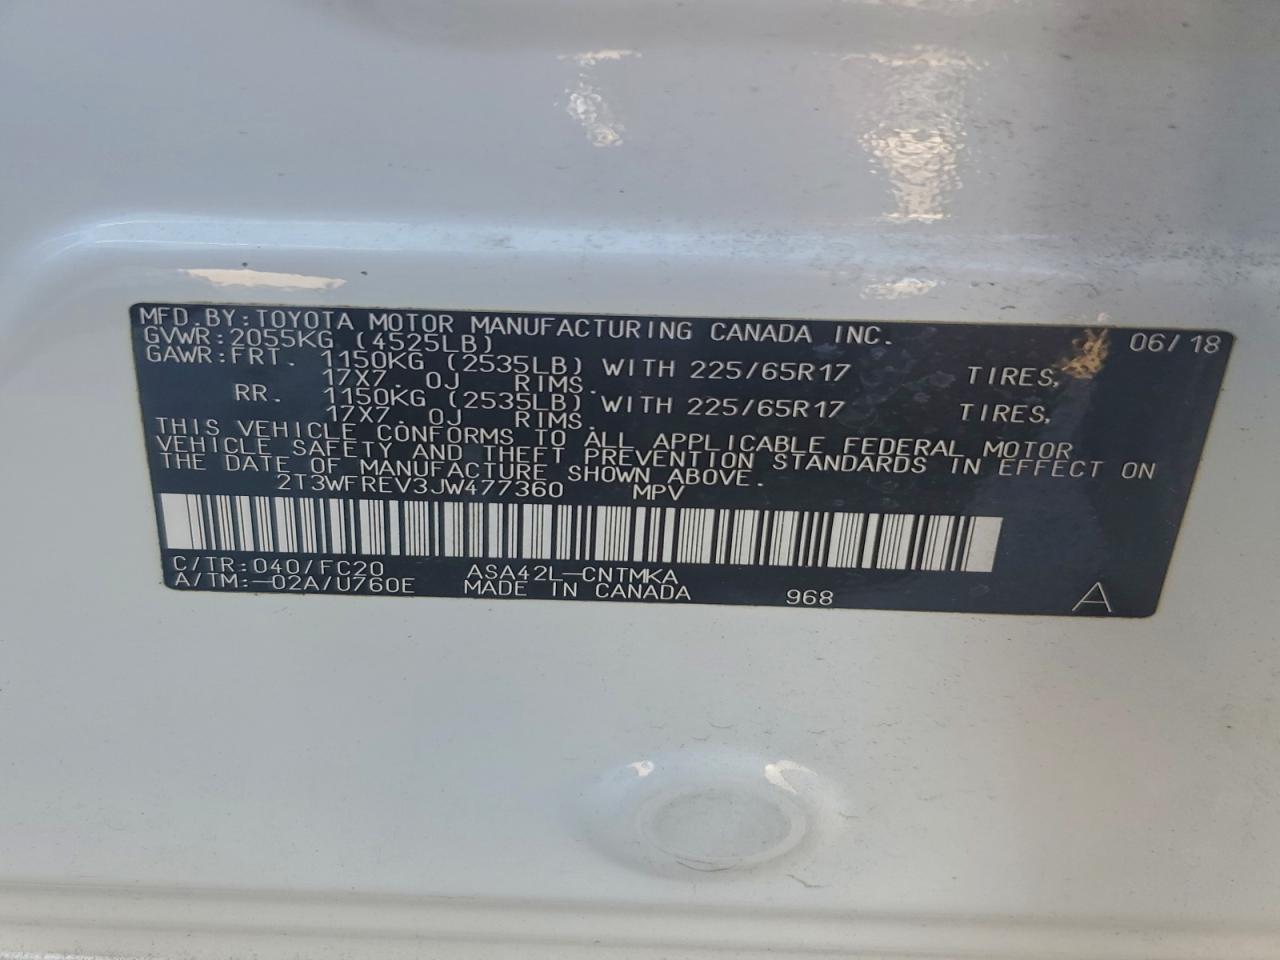 MFD.BY:TOYOTA MOTOR MANUFACTURING CANADA INC. 06/18
GVWR:2055KG (4525LB)
GAWR:FRT. 1150KG (2535LB) WITH 225/65R17 TIRES,
17X7.0J RIMS.
RR. 1150KG (2535LB) WITH 225/65R17 TIRES,
17X7.0J RIMS.
THIS VEHICLE CONFORMS TO ALL APPLICABLE FEDERAL MOTOR
VEHICLE SAFETY AND THEFT PREVENTION STANDARDS IN EFFECT ON
THE DATE OF MANUFACTURE SHOWN ABOVE.
2T3WFREV3JW477360 MPV
C/TR:040/FC20 ASA42L-CNTMKA
A/TM:-02A/U760E MADE IN CANADA 968 A